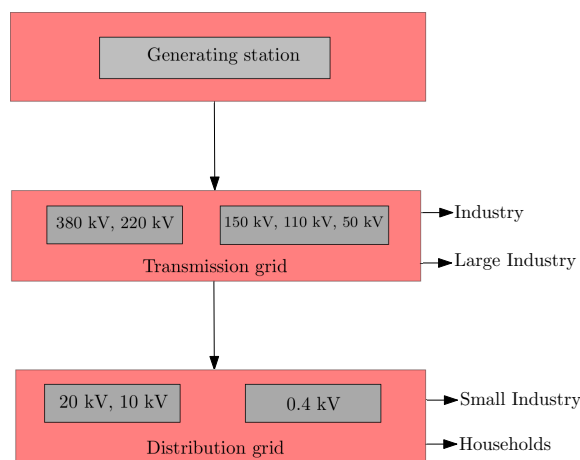 Generating station
380 kV, 220 kV
150 kV, 110 kV, 50 kV
Industry
Transmission grid
Large Industry
20 kV, 10 kV
0.4 kV
Small Industry
Distribution grid
Households